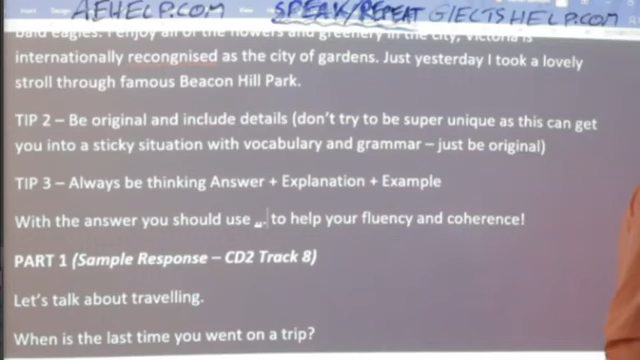 AEHELP.COM SPEAK/REPEAT GIELTSHELP.COM
bald eagles. I enjoy all of the flowers and greenery in the city, Victoria is
internationally recongnised as the city of gardens. Just yesterday I took a lovely
stroll through famous Beacon Hill Park.
TIP 2 – Be original and include details (don't try to be super unique as this can get
you into a sticky situation with vocabulary and grammar – just be original)
TIP 3 – Always be thinking Answer + Explanation + Example
With the answer you should use to help your fluency and coherence!
PART 1 (Sample Response – CD2 Track 8)
Let's talk about travelling.
When is the last time you went on a trip?